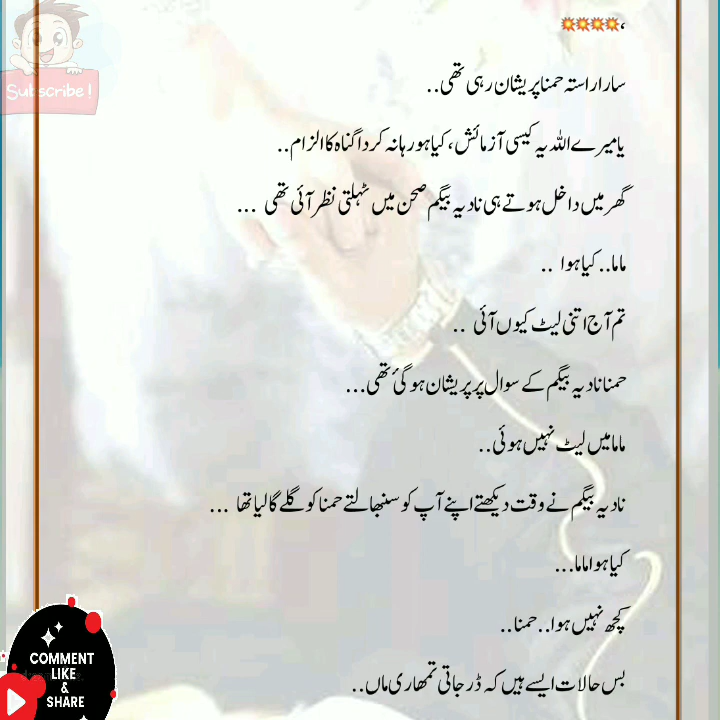 ،💥💥💥💥
Subscribe!
سارا راستہ حمنا پریشان رہی تھی..
یا میرے اللہ یہ کیسی آزمائش، کیا ہو رہا نہ کردا گناہ کا الزام..
گھر میں داخل ہوتے ہی نادیہ بیگم صحن میں ٹہلتی نظر آئی تھی ...
ماما.. کیا ہوا ..
تم آج اتنی لیٹ کیوں آئی ..
حمنا نادیہ بیگم کے سوال پر پریشان ہو گئ تھی...
ماما میں لیٹ نہیں ہوئی..
نادیہ بیگم نے وقت دیکھتے اپنے آپ کو سنبھالتے حمنا کو گلے گا لیا تھا ...
کیا ہوا ماما...
کچھ نہیں ہوا.. حمنا..
بس حالات ایسے ہیں کہ ڈر جاتی تمھاری ماں..
COMMENT
LIKE
&
SHARE